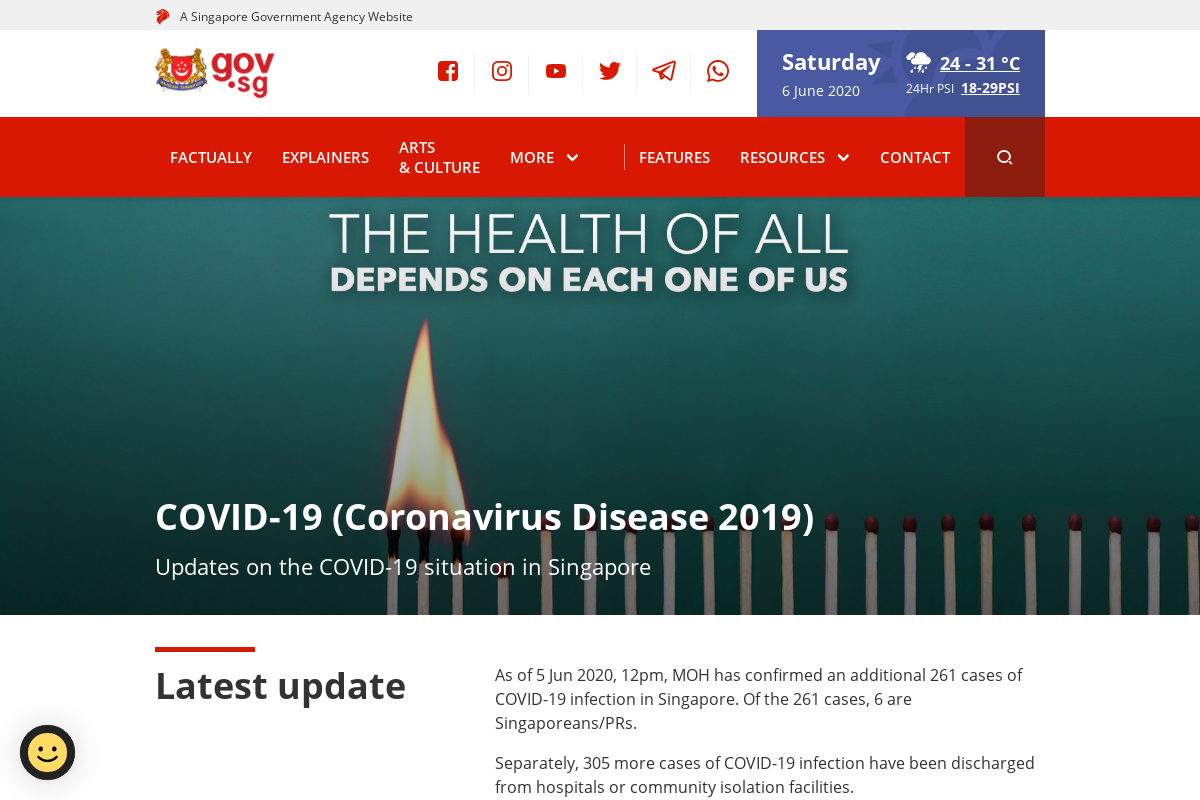 A Singapore Government Agency Website
gov
.sg
Saturday
6 June 2020
24 - 31 °C
24Hr PSI 18-29PSI
FACTUALLY
EXPLAINERS
ARTS
& CULTURE
MORE
FEATURES
RESOURCES
CONTACT
THE HEALTH OF ALL
DEPENDS ON EACH ONE OF US
COVID-19 (Coronavirus Disease 2019)
Updates on the COVID-19 situation in Singapore
Latest update
As of 5 Jun 2020, 12pm, MOH has confirmed an additional 261 cases of
COVID-19 infection in Singapore. Of the 261 cases, 6 are
Singaporeans/PRs.
Separately, 305 more cases of COVID-19 infection have been discharged
from hospitals or community isolation facilities.